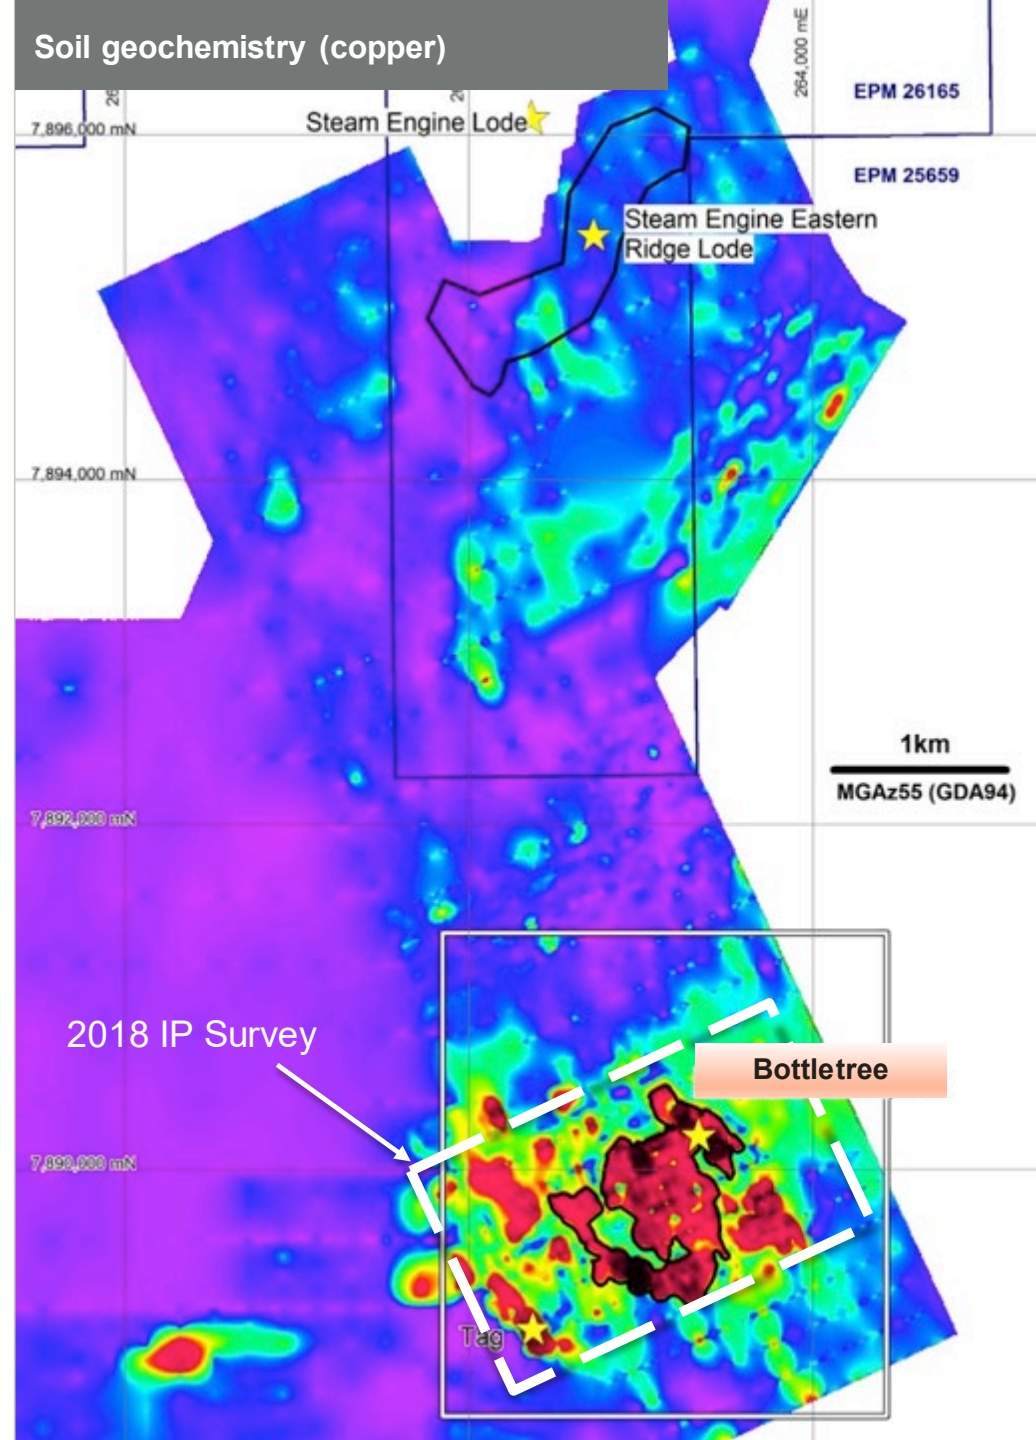 Soil geochemistry (copper)
264,000 mE
EPM 26165
Steam Engine Lode
7,896,000 mN
EPM 25659
Steam Engine Eastern
Ridge Lode
7,894,000 mN
1km
MGAz55 (GDA94)
7,892,000 mN
2018 IP Survey
Bottletree
7,890,000 mN
Tag